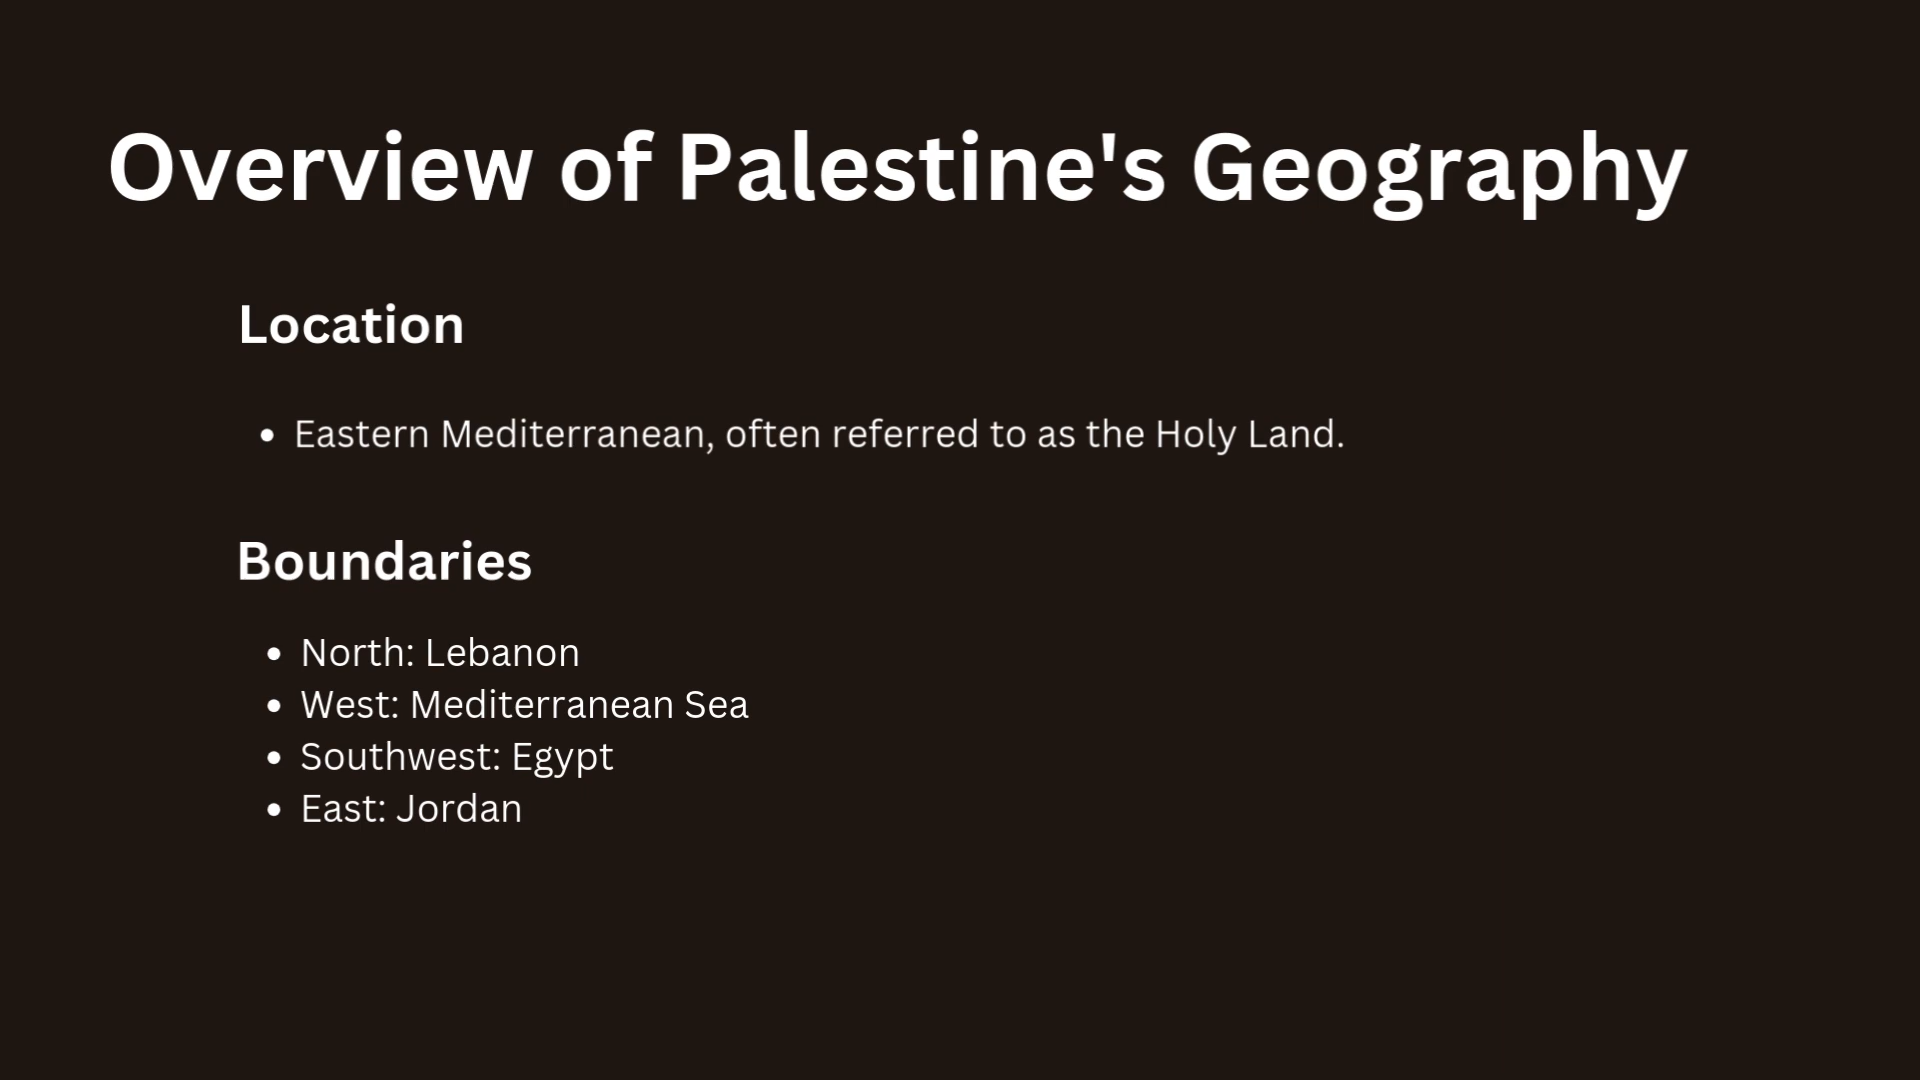 Overview of Palestine's Geography
Location
• Eastern Mediterranean, often referred to as the Holy Land.
Boundaries
• North: Lebanon
• West: Mediterranean Sea
• Southwest: Egypt
• East: Jordan